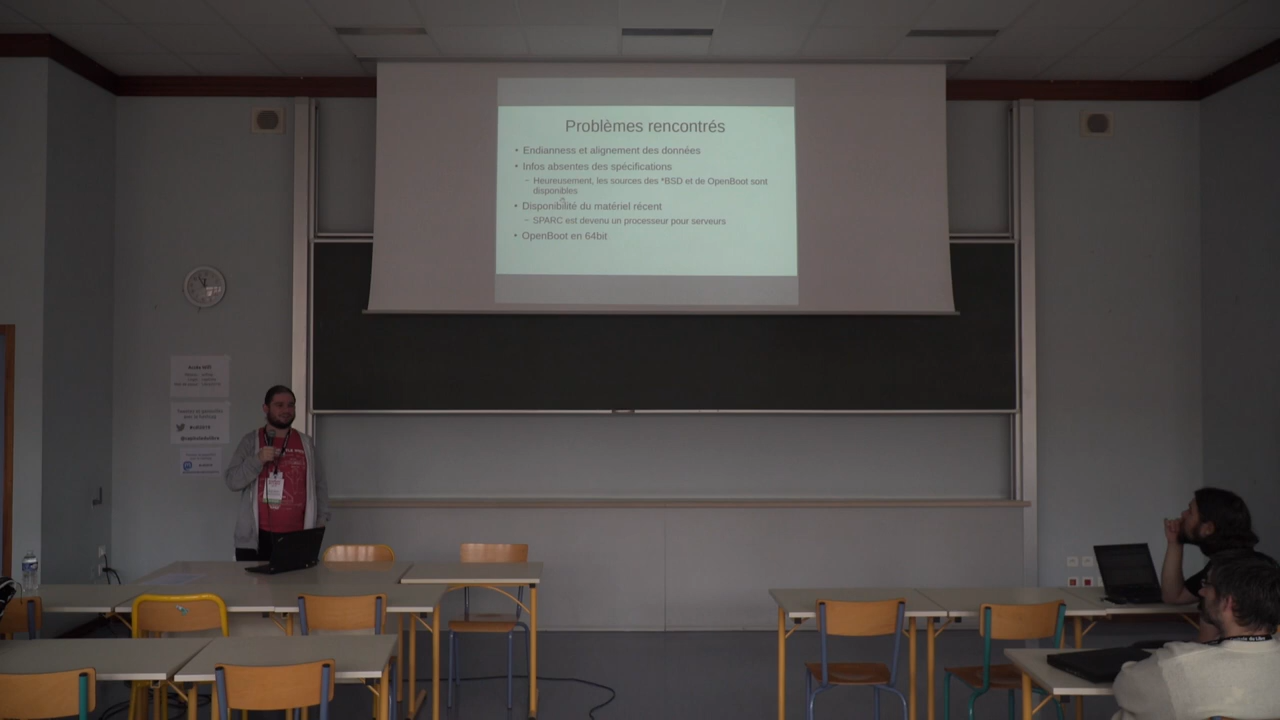 Problèmes rencontrés
• Endianness et alignement des données
• Infos absentes des spécifications
– Heureusement, les sources des *BSD et de OpenBoot sont
disponibles
• Disponibilité du matériel récent
– SPARC est devenu un processeur pour serveurs
• OpenBoot en 64bit
@capitoledulibre